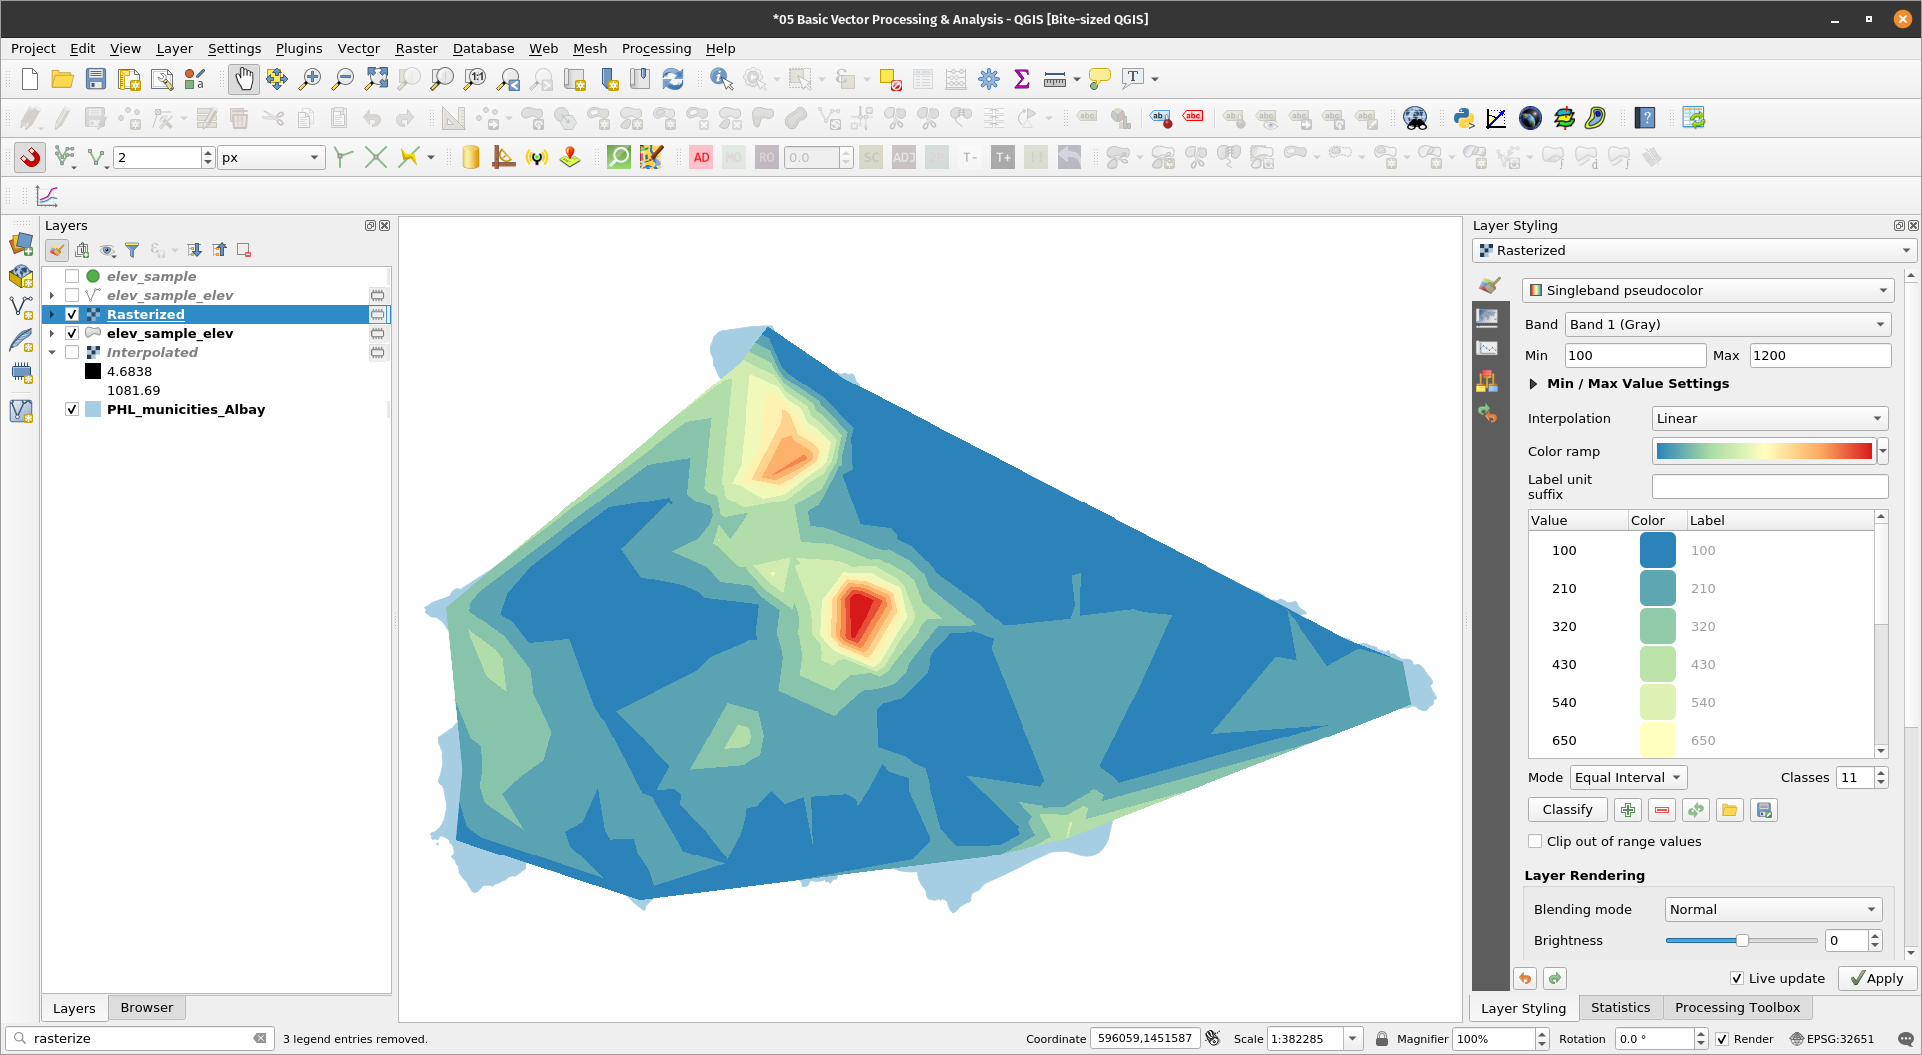 *05 Basic Vector Processing & Analysis - QGIS [Bite-sized QGIS]
Project Edit View Layer Settings Plugins Vector Raster Database Web Mesh Processing Help
2 px AD MO RO 0.0 SC ADJ T- T+
Layers
elev_sample
elev_sample_elev
Rasterized
elev_sample_elev
Interpolated
4.6838
1081.69
PHL_municities_Albay
Layers Browser
Layer Styling
Rasterized
Singleband pseudocolor
Band Band 1 (Gray)
Min 100 Max 1200
Min / Max Value Settings
Interpolation Linear
Color ramp
Label unit
suffix
Value Color Label
100 100
210 210
320 320
430 430
540 540
650 650
Mode Equal Interval Classes 11
Classify
Clip out of range values
Layer Rendering
Blending mode Normal
Brightness 0
Live update Apply
Layer Styling Statistics Processing Toolbox
rasterize 3 legend entries removed. Coordinate 596059,1451587 Scale 1:382285 Magnifier 100% Rotation 0.0 ° Render EPSG:32651